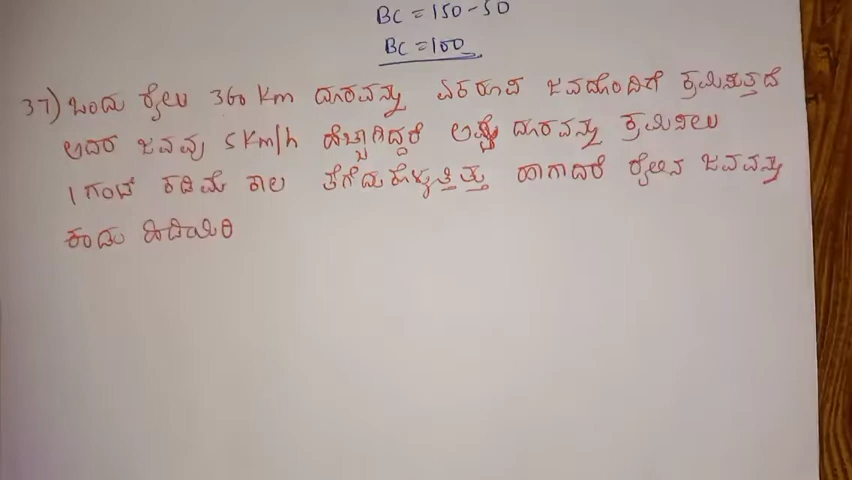 BC = 150 - 50
BC = 100
37) ಒಂದು ರೈಲು 360 Km ದೂರವನ್ನು ಏಕರೂಪ ಜವದೊಂದಿಗೆ ಕ್ರಮಿಸುತ್ತದೆ
ಅದರ ಜವವು 5 Km/h ಹೆಚ್ಚಾಗಿದ್ದರೆ ಅಷ್ಟೇ ದೂರವನ್ನು ಕ್ರಮಿಸಲು
1 ಗಂಟೆ ಕಡಿಮೆ ಕಾಲ ತೆಗೆದುಕೊಳ್ಳುತ್ತಿತ್ತು ಹಾಗಾದರೆ ರೈಲಿನ ಜವವನ್ನು
ಕಂಡು ಹಿಡಿಯಿರಿ